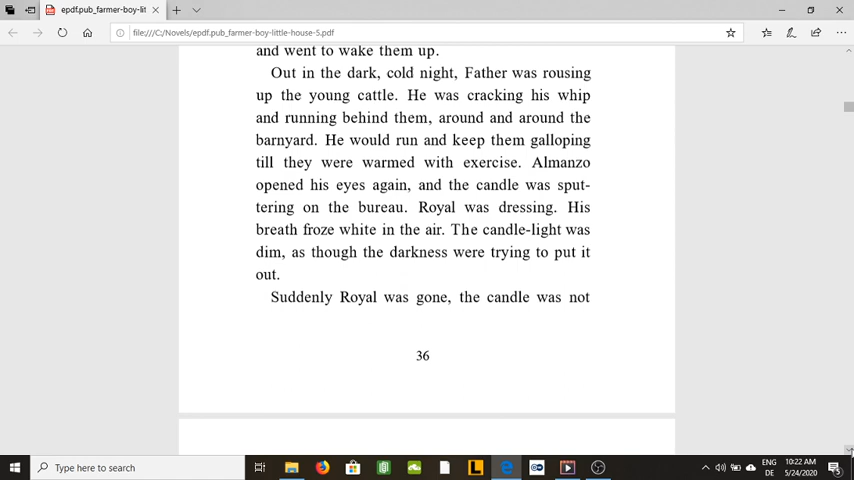 epdf.pub_farmer-boy-lit
file:///C:/Novels/epdf.pub_farmer-boy-little-house-5.pdf
and went to wake them up.
Out in the dark, cold night, Father was rousing
up the young cattle. He was cracking his whip
and running behind them, around and around the
barnyard. He would run and keep them galloping
till they were warmed with exercise. Almanzo
opened his eyes again, and the candle was sput-
tering on the bureau. Royal was dressing. His
breath froze white in the air. The candle-light was
dim, as though the darkness were trying to put it
out.
Suddenly Royal was gone, the candle was not
36
Type here to search
ENG
DE
10:22 AM
5/24/2020